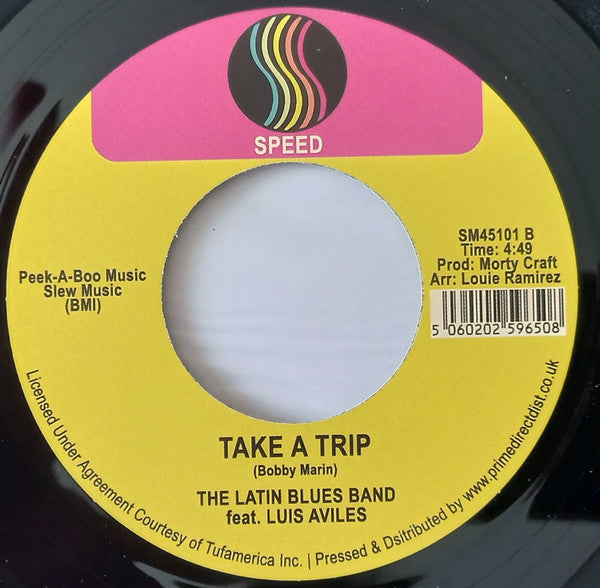 SPEED
Peek-A-Boo Music
Slew Music
(BMI)
SM45101 B
Time: 4:49
Prod: Morty Craft
Arr: Louie Ramirez
5 060202 596508
TAKE A TRIP
(Bobby Marin)
THE LATIN BLUES BAND
feat. LUIS AVILES
Licensed Under Agreement Courtesy of Tufamerica Inc. | Pressed & Dsitributed by www.primedirectdist.co.uk